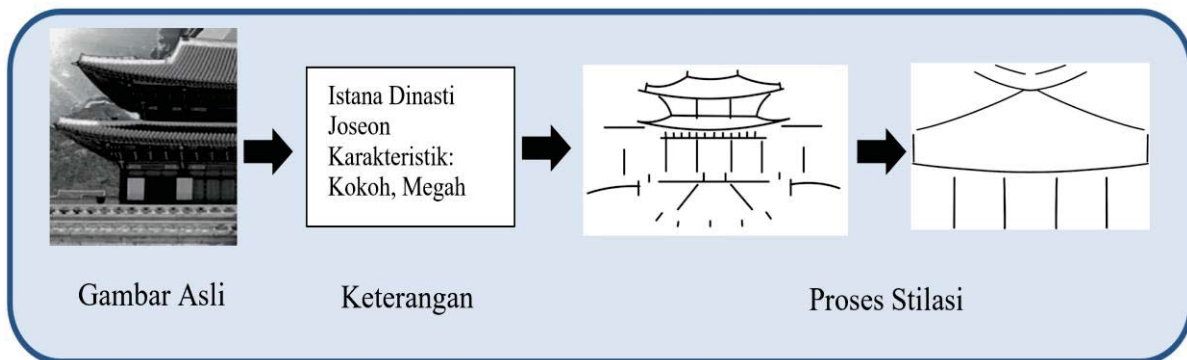 Istana Dinasti
Joseon
Karakteristik:
Kokoh, Megah
Gambar Asli
Keterangan
Proses Stilasi